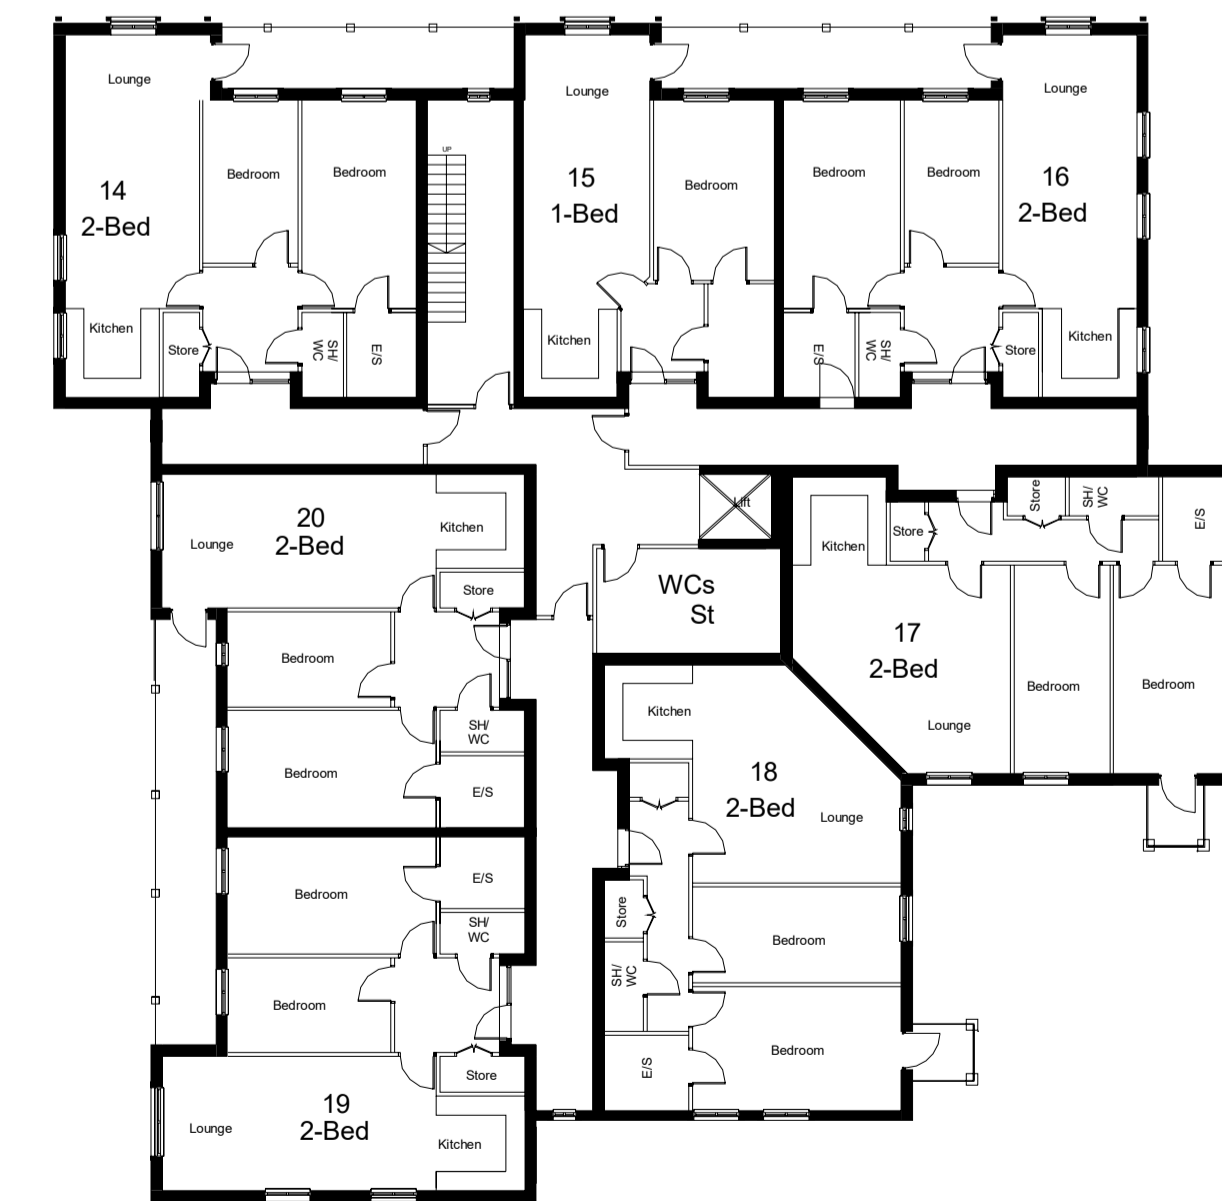 Lounge
14
2-Bed
Bedroom
Bedroom
Kitchen
Store
SH/
WC
E/S
UP
Lounge
15
1-Bed
Bedroom
Kitchen
Bedroom
Bedroom
Lounge
16
2-Bed
E/S
SH/
WC
Store
Kitchen
20
2-Bed
Lounge
Kitchen
Store
Bedroom
Bedroom
SH/
WC
E/S
Lift
WCs
St
Kitchen
Store
Store
SH/
WC
E/S
17
2-Bed
Lounge
Bedroom
Bedroom
Kitchen
18
2-Bed
Lounge
Store
SH/
WC
E/S
Bedroom
Bedroom
Bedroom
E/S
SH/
WC
Bedroom
Store
19
2-Bed
Lounge
Kitchen